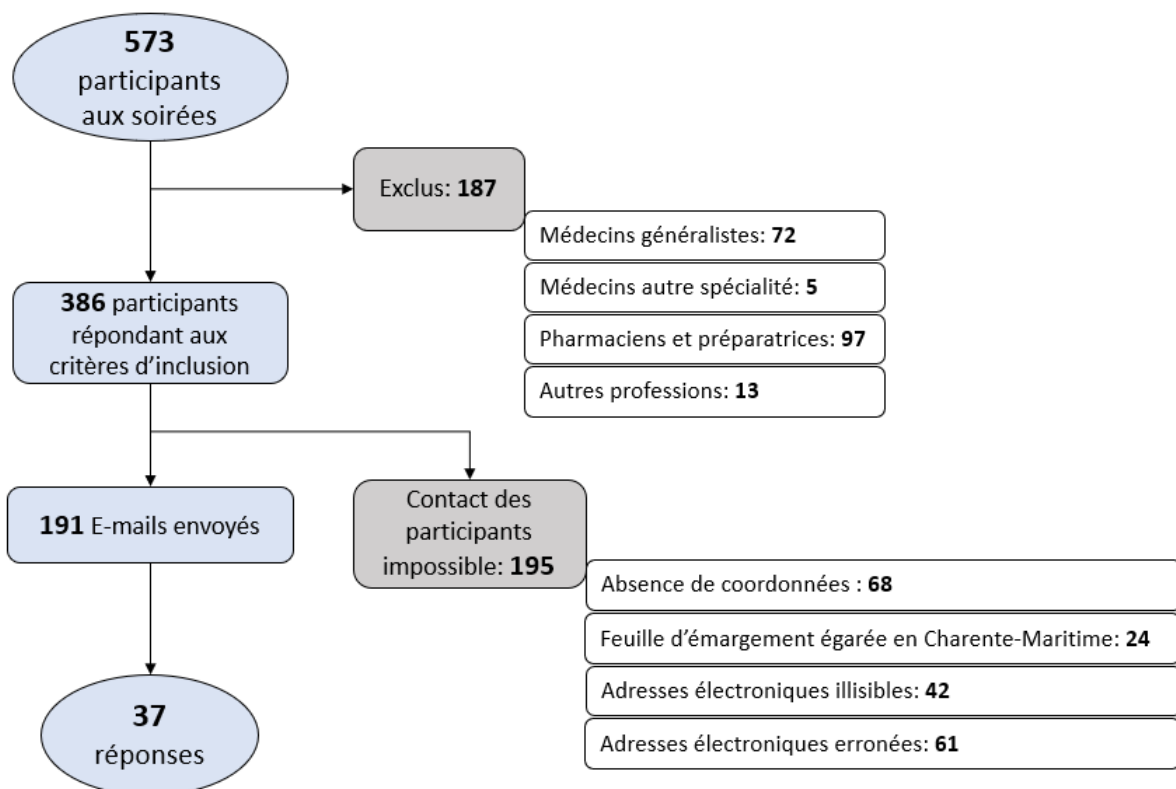 573
participants
aux soirées
Exclus: 187
Médecins généralistes: 72
Médecins autre spécialité: 5
Pharmaciens et préparatrices: 97
Autres professions: 13
386 participants
répondant aux
critères d’inclusion
191 E-mails envoyés
Contact des
participants
impossible: 195
Absence de coordonnées : 68
Feuille d’émargement égarée en Charente-Maritime: 24
Adresses électroniques illisibles: 42
Adresses électroniques erronées: 61
37
réponses